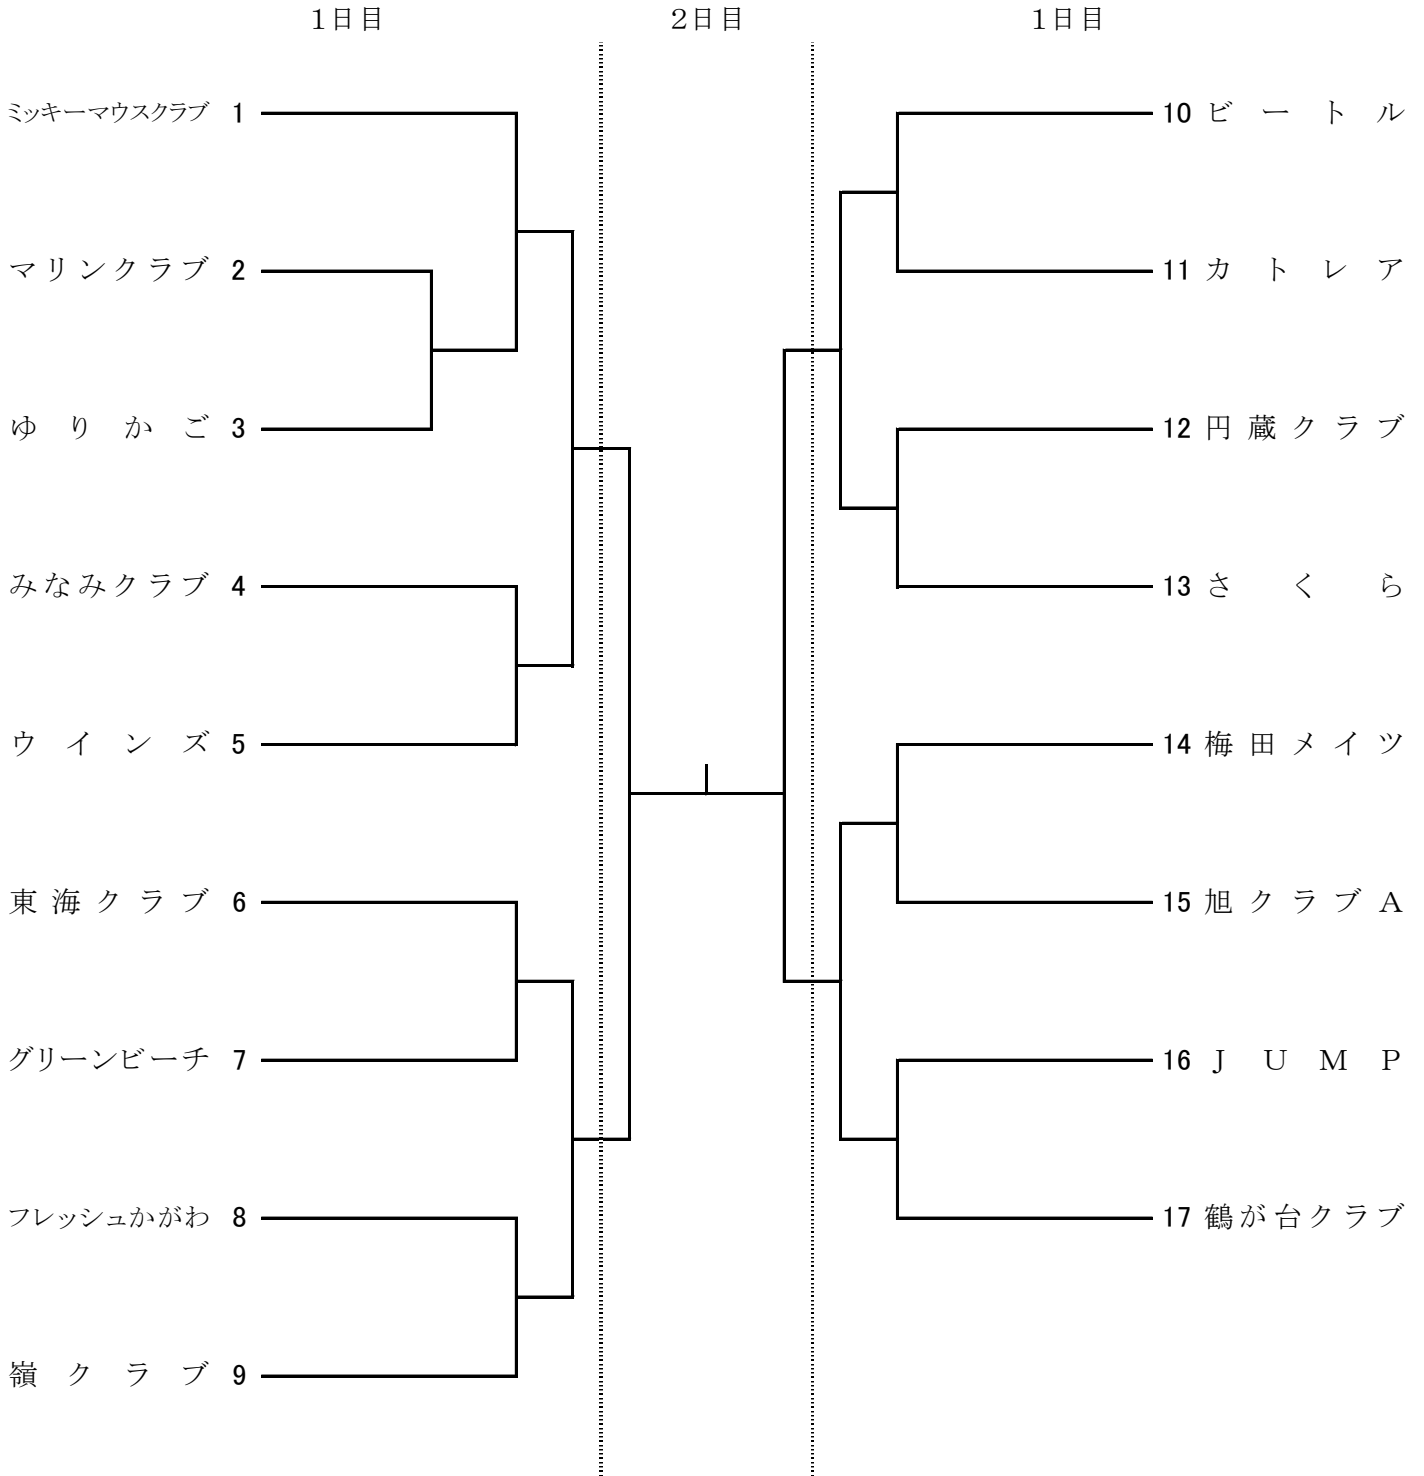 1日目 2日目 1日目
ミッキーマウスクラブ 1
マリンクラブ 2
ゆりかご 3
みなみクラブ 4
ウインズ 5
東海クラブ 6
グリーンビーチ 7
フレッシュかがわ 8
嶺クラブ 9
10 ビートル
11 カトレア
12 円蔵クラブ
13 さくら
14 梅田メイツ
15 旭クラブA
16 JUMP
17 鶴が台クラブ